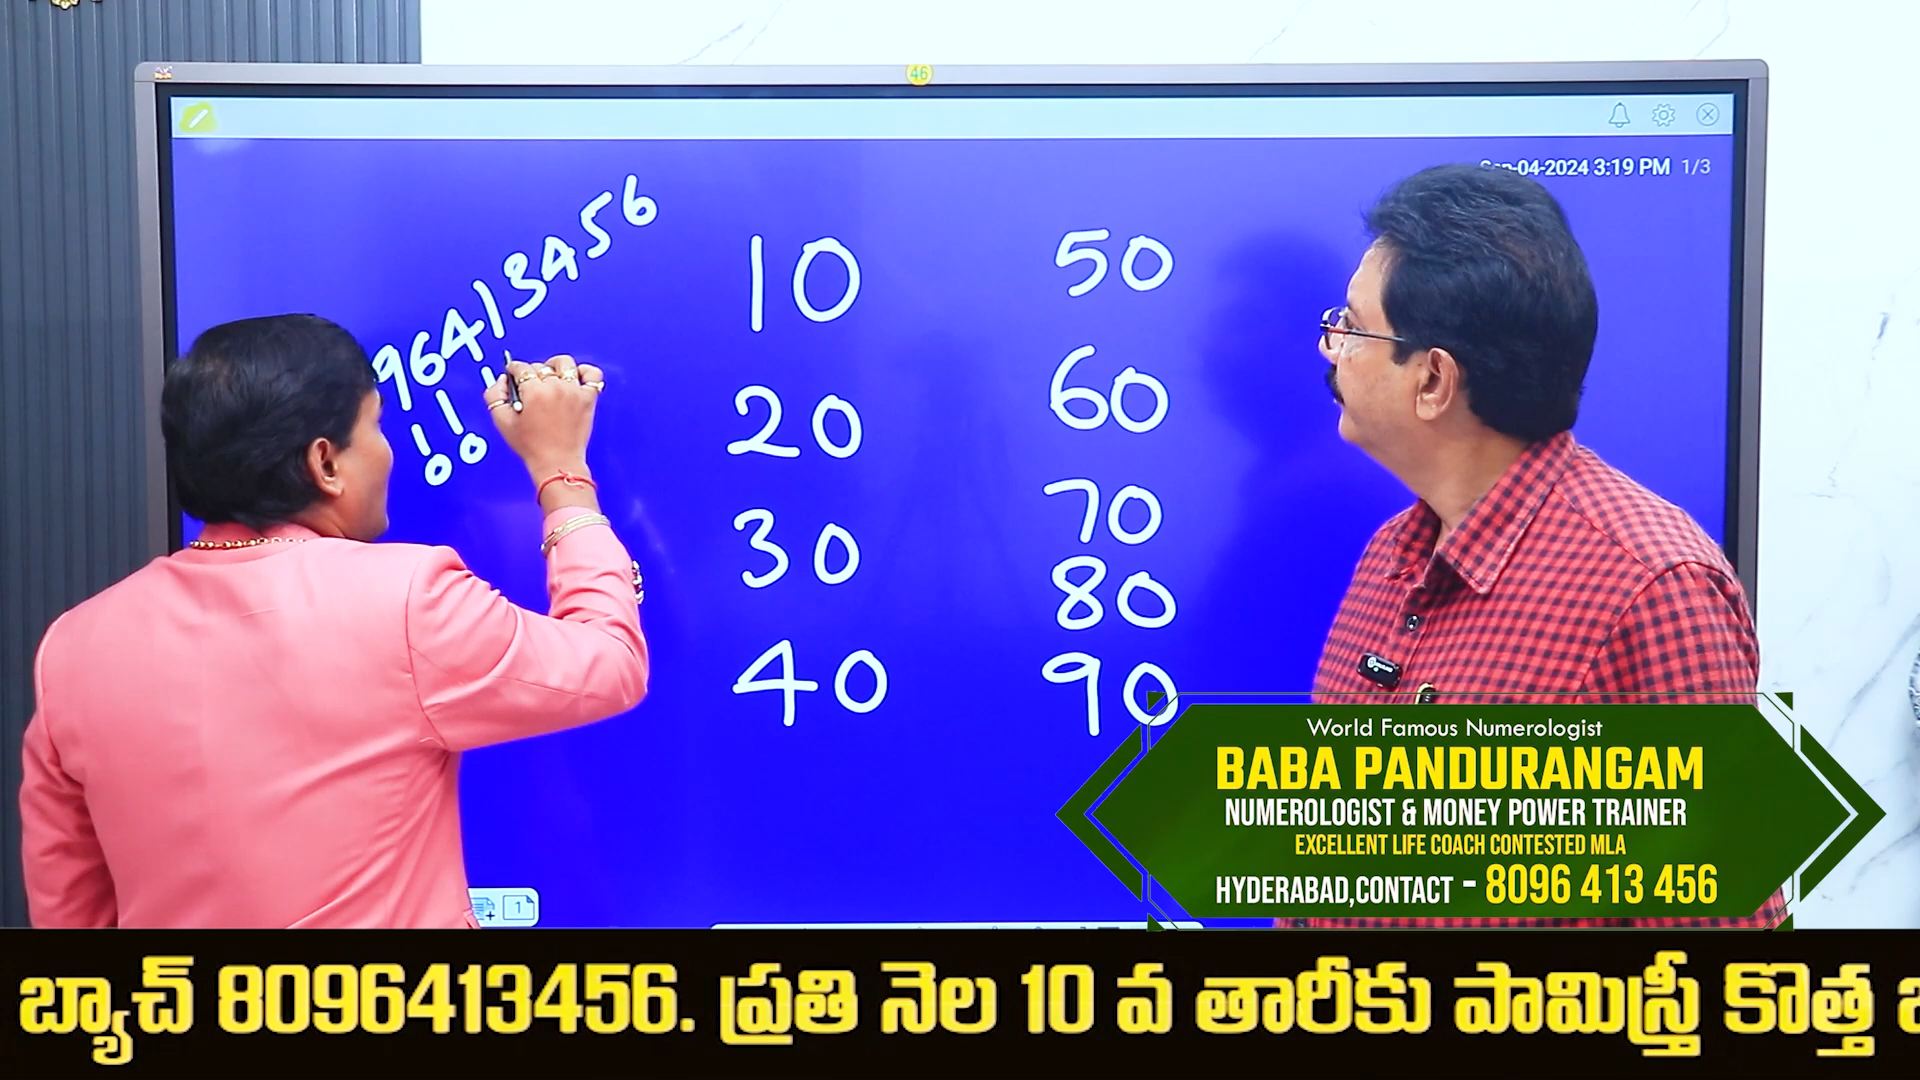 46
-04-2024 3:19 PM 1/3
96413456
10
20
30
40
50
60
70
80
90
World Famous Numerologist
BABA PANDURANGAM
NUMEROLOGIST & MONEY POWER TRAINER
EXCELLENT LIFE COACH CONTESTED MLA
HYDERABAD,CONTACT - 8096 413 456
1
బ్యాచ్ 8096413456. ప్రతి నెల 10 వ తారీకు పామిస్త్రీ కొత్త